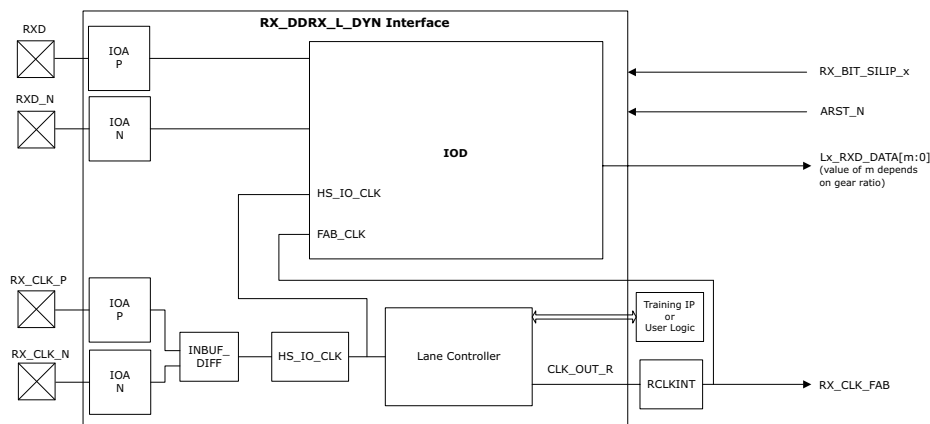 RX_DDRX_L_DYN Interface
RXD
IOA
P
RXD_N
IOA
N
IOD
HS_IO_CLK
FAB_CLK
RX_BIT_SILIP_x
ARST_N
Lx_RXD_DATA[m:0]
(value of m depends
on gear ratio)
RX_CLK_P
IOA
P
RX_CLK_N
IOA
N
INBUF_
DIFF
HS_IO_CLK
Lane Controller
Training IP
or
User Logic
CLK_OUT_R
RCLKINT
RX_CLK_FAB